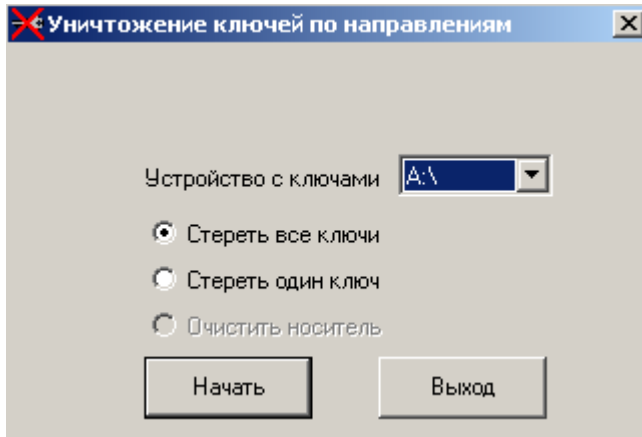 Уничтожение ключей по направлениям
Устройство с ключами A:\
Стереть все ключи
Стереть один ключ
Очистить носитель
Начать Выход